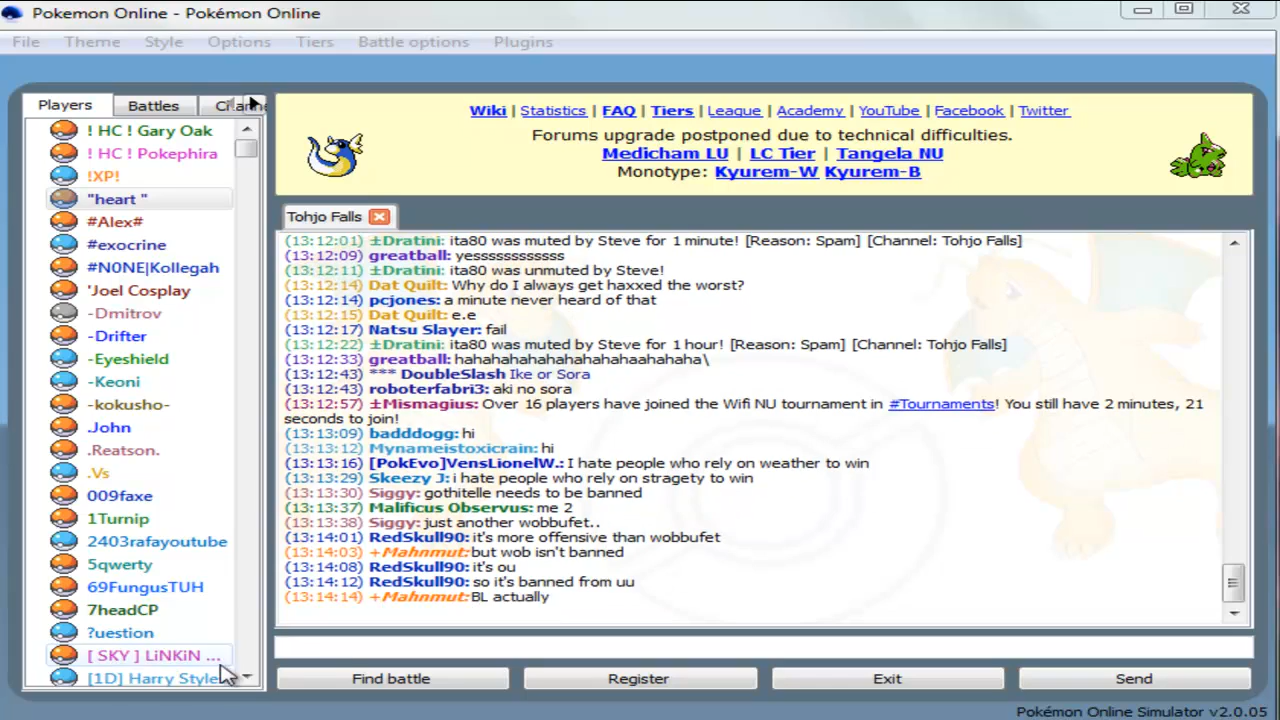 Pokemon Online - Pokémon Online
File Theme Style Options Tiers Battle options Plugins
Players Battles
! HC ! Gary Oak
! HC ! Pokephira
!XP!
"heart "
#Alex#
#exocrine
#N0NE|Kollegah
'Joel Cosplay
-Dmitrov
-Drifter
-Eyeshield
-Keoni
-kokusho-
.John
.Reatson.
.Vs
009faxe
1Turnip
2403rafayoutube
5qwerty
69FungusTUH
7headCP
?uestion
[ SKY ] LiNKiN ...
[1D] Harry Style
Wiki | Statistics | FAQ | Tiers | League | Academy | YouTube | Facebook | Twitter
Forums upgrade postponed due to technical difficulties.
Medicham LU | LC Tier | Tangela NU
Monotype: Kyurem-W Kyurem-B
Tohjo Falls
(13:12:01) ±Dratini: ita80 was muted by Steve for 1 minute! [Reason: Spam] [Channel: Tohjo Falls]
(13:12:09) greatball: yessssssssssss
(13:12:11) ±Dratini: ita80 was unmuted by Steve!
(13:12:14) Dat Quilt: Why do I always get haxxed the worst?
(13:12:14) pcjones: a minute never heard of that
(13:12:15) Dat Quilt: e.e
(13:12:17) Natsu Slayer: fail
(13:12:22) ±Dratini: ita80 was muted by Steve for 1 hour! [Reason: Spam] [Channel: Tohjo Falls]
(13:12:33) greatball: hahahahahahahahahaahahaha\
(13:12:43) *** DoubleSlash Ike or Sora
(13:12:43) roboterfabri3: aki no sora
(13:12:57) ±Mismagius: Over 16 players have joined the Wifi NU tournament in #Tournaments! You still have 2 minutes, 21
seconds to join!
(13:13:09) badddogg: hi
(13:13:12) Mynameistoxicrain: hi
(13:13:16) [PokEvo]VensLionelW.: I hate people who rely on weather to win
(13:13:29) Skeezy J: i hate people who rely on stragety to win
(13:13:30) Siggy: gothitelle needs to be banned
(13:13:37) Malificus Observus: me 2
(13:13:38) Siggy: just another wobbufet..
(13:14:01) RedSkull90: it's more offensive than wobbufet
(13:14:03) +Mahnmut: but wob isn't banned
(13:14:08) RedSkull90: it's ou
(13:14:12) RedSkull90: so it's banned from uu
(13:14:14) +Mahnmut: BL actually
Find battle Register Exit Send
Pokémon Online Simulator v2.0.05